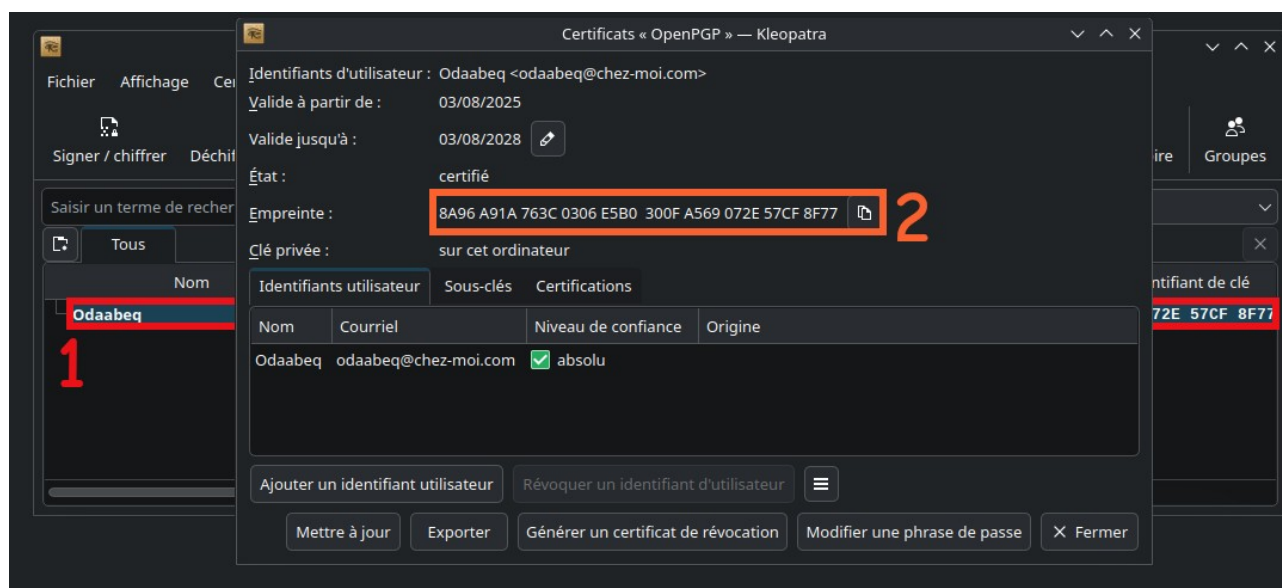 Certificats « OpenPGP » — Kleopatra
Fichier Affichage
Identifiants d'utilisateur : Odaabeq <odaabeq@chez-moi.com>
Valide à partir de : 03/08/2025
Valide jusqu'à : 03/08/2028
Signer / chiffrer
Groupes
État : certifié
Saisir un terme de recher
Empreinte : 8A96 A91A 763C 0306 E5B0 300F A569 072E 57CF 8F77
2
Tous
Clé privée : sur cet ordinateur
Nom
Identifiants utilisateur Sous-clés Certifications
ntifiant de clé
Odaabeq
72E 57CF 8F77
1
Nom Courriel Niveau de confiance Origine
Odaabeq odaabeq@chez-moi.com absolu
Ajouter un identifiant utilisateur Révoquer un identifiant d'utilisateur
Mettre à jour Exporter Générer un certificat de révocation Modifier une phrase de passe Fermer